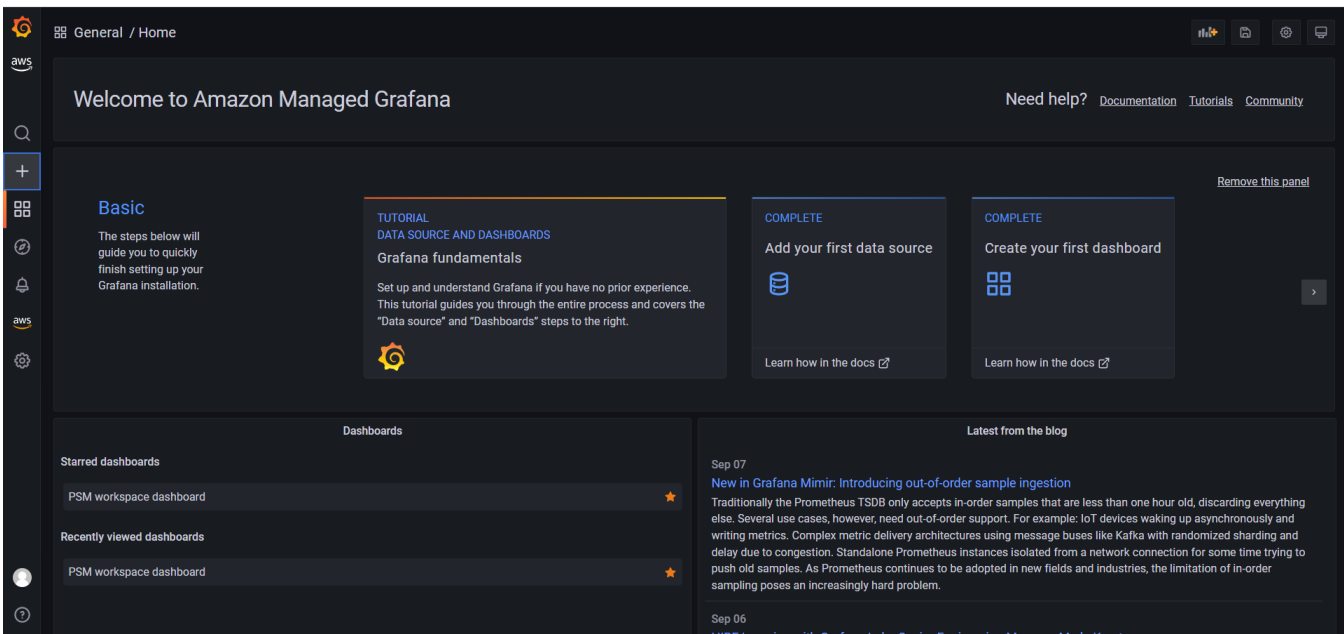 General / Home
aws
Welcome to Amazon Managed Grafana
Need help? Documentation Tutorials Community
Remove this panel
Basic
The steps below will
guide you to quickly
finish setting up your
Grafana installation.
TUTORIAL
DATA SOURCE AND DASHBOARDS
Grafana fundamentals
Set up and understand Grafana if you have no prior experience.
This tutorial guides you through the entire process and covers the
"Data source" and "Dashboards" steps to the right.
COMPLETE
Add your first data source
Learn how in the docs
COMPLETE
Create your first dashboard
Learn how in the docs
aws
Dashboards
Starred dashboards
PSM workspace dashboard
Recently viewed dashboards
PSM workspace dashboard
Latest from the blog
Sep 07
New in Grafana Mimir: Introducing out-of-order sample ingestion
Traditionally the Prometheus TSDB only accepts in-order samples that are less than one hour old, discarding everything
else. Several use cases, however, need out-of-order support. For example: IoT devices waking up asynchronously and
writing metrics. Complex metric delivery architectures using message buses like Kafka with randomized sharding and
delay due to congestion. Standalone Prometheus instances isolated from a network connection for some time trying to
push old samples. As Prometheus continues to be adopted in new fields and industries, the limitation of in-order
sampling poses an increasingly hard problem.
Sep 06